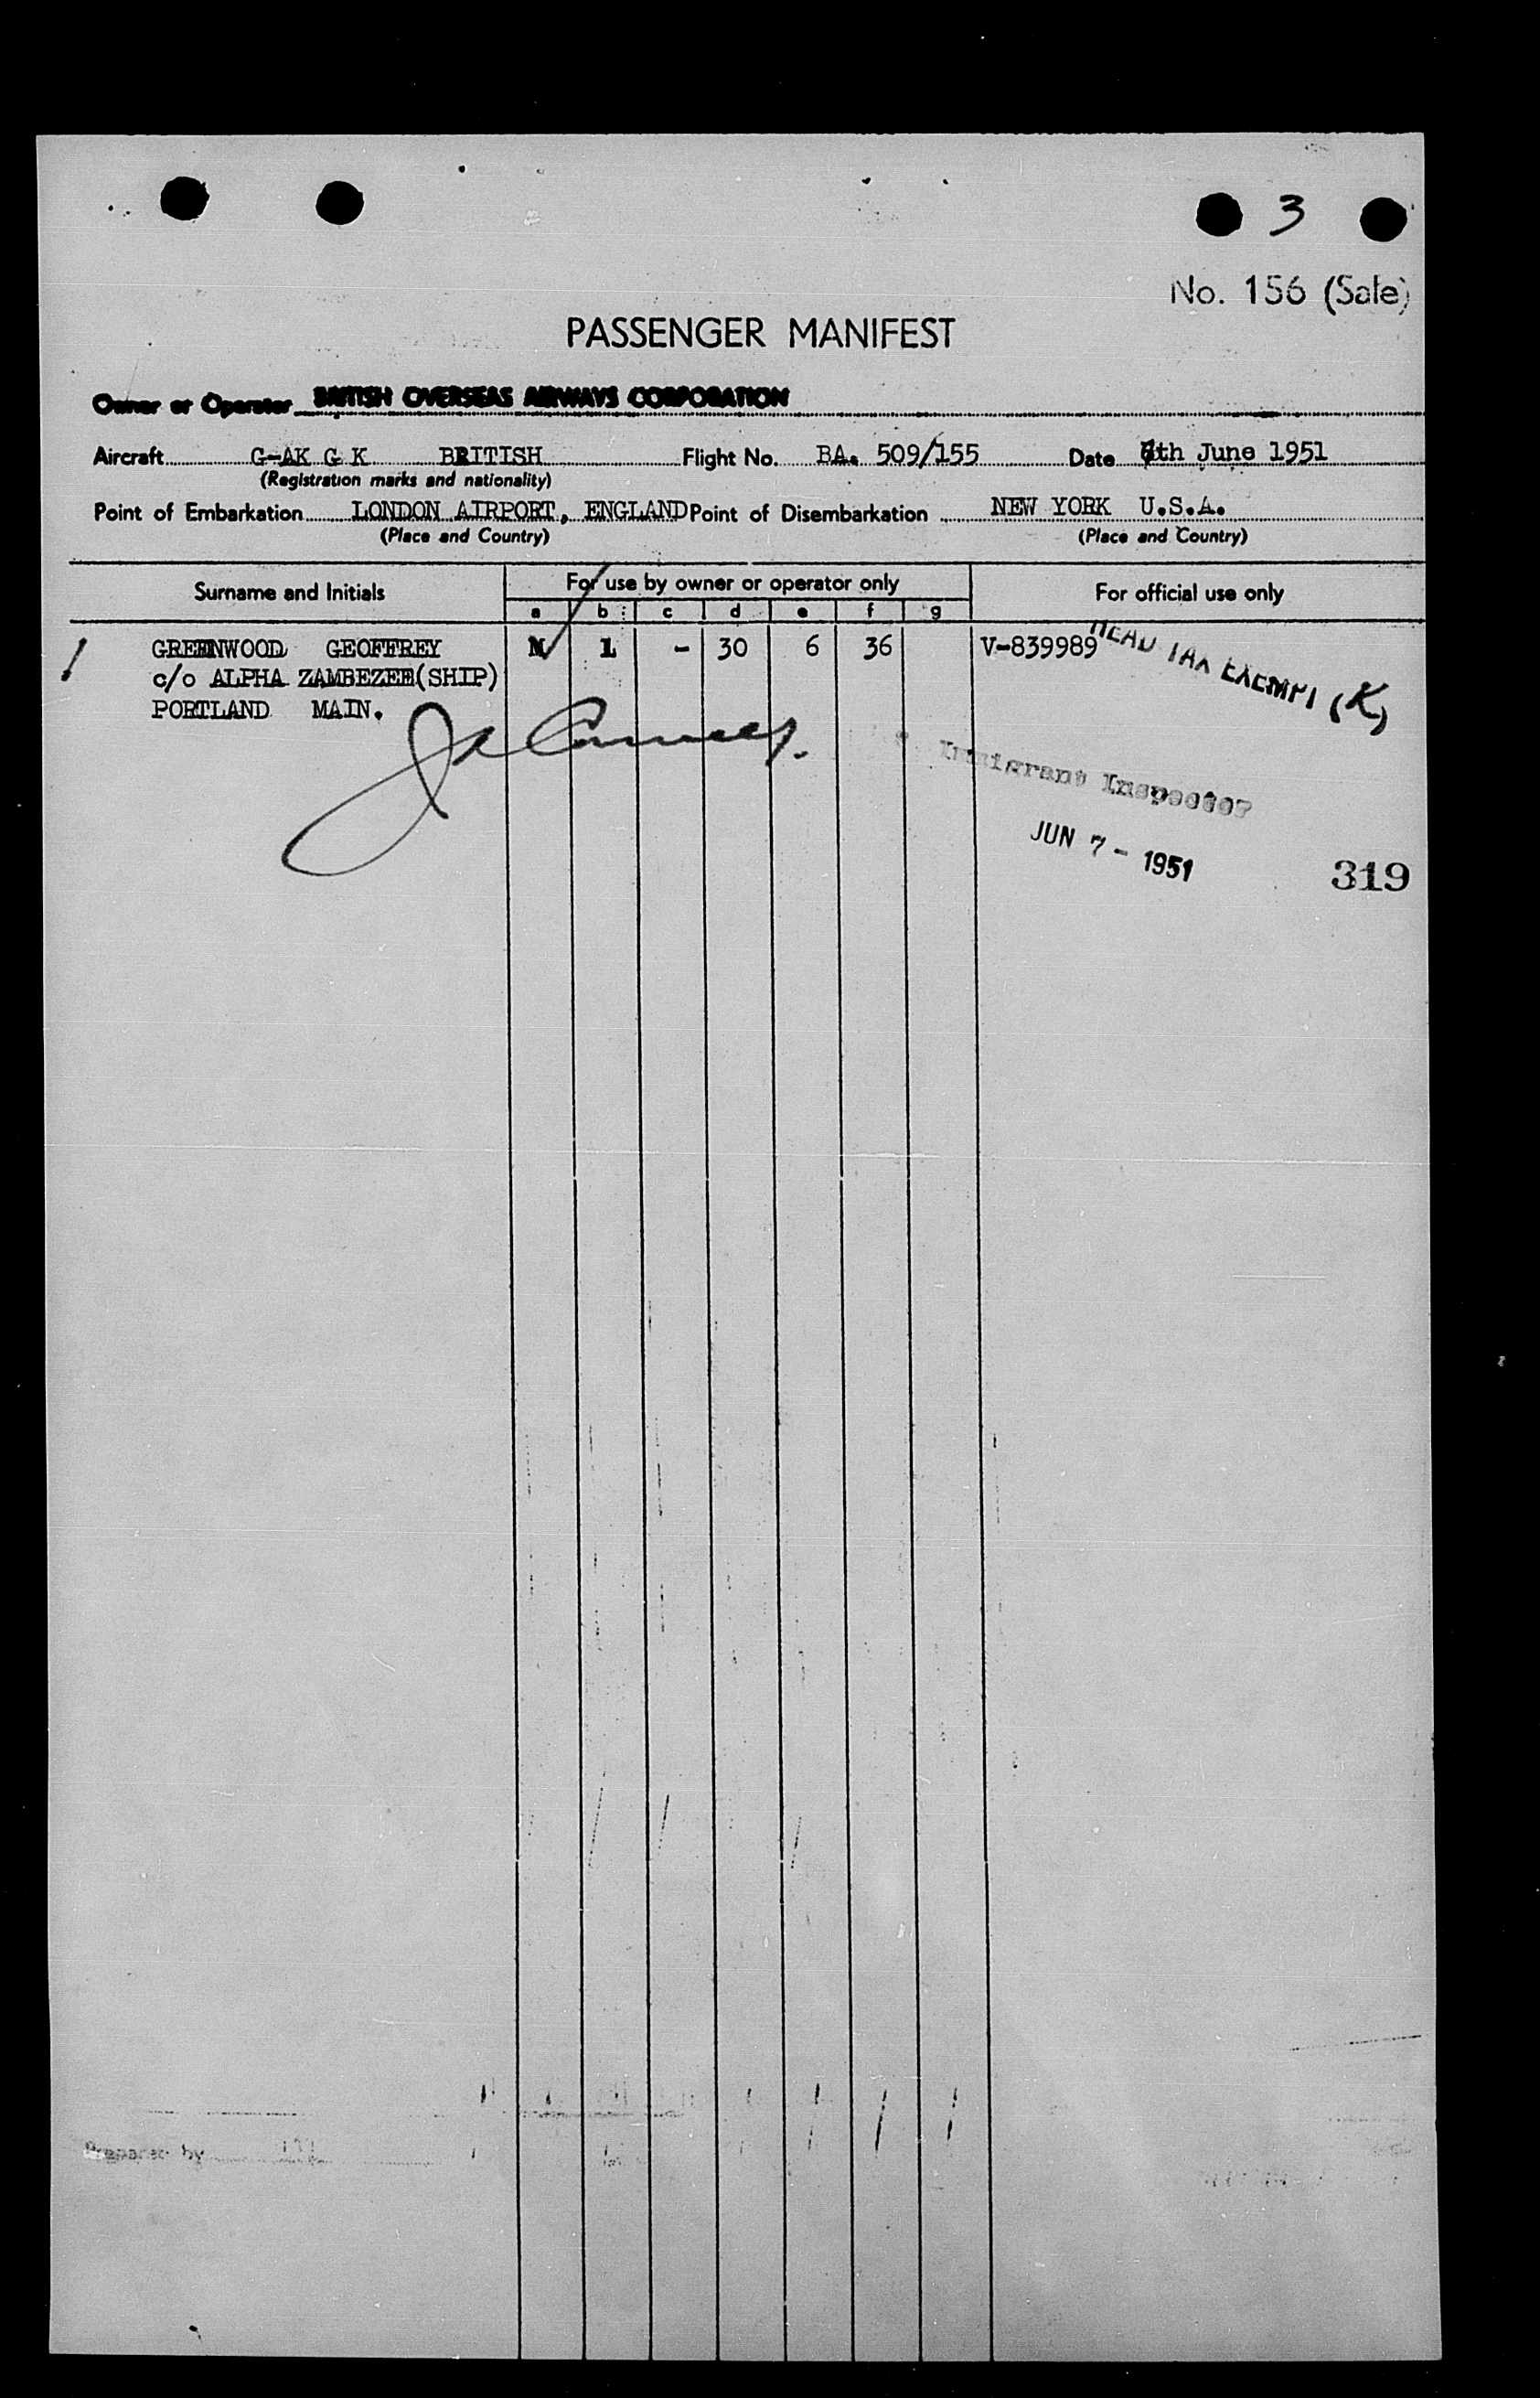 3
No. 156 (Sale)
PASSENGER MANIFEST
Owner or Operator BRITISH OVERSEAS AIRWAYS CORPORATION
Aircraft G-AK G K BRITISH Flight No. BA. 509/155 Date th June 1951
(Registration marks and nationality)
Point of Embarkation LONDON AIRPORT, ENGLAND Point of Disembarkation NEW YORK U.S.A.
(Place and Country) (Place and Country)
Surname and Initials For use by owner or operator only For official use only
a b c d e f g
1 GREENWOOD GEOFFREY M 1 - 30 6 36 V-839989 HEAD TAX EXEMPT (K)
c/o ALPHA ZAMBEZEE(SHIP)
PORTLAND MAIN.
Immigrant Inspector
JUN 7 - 1951
319
Prepared by